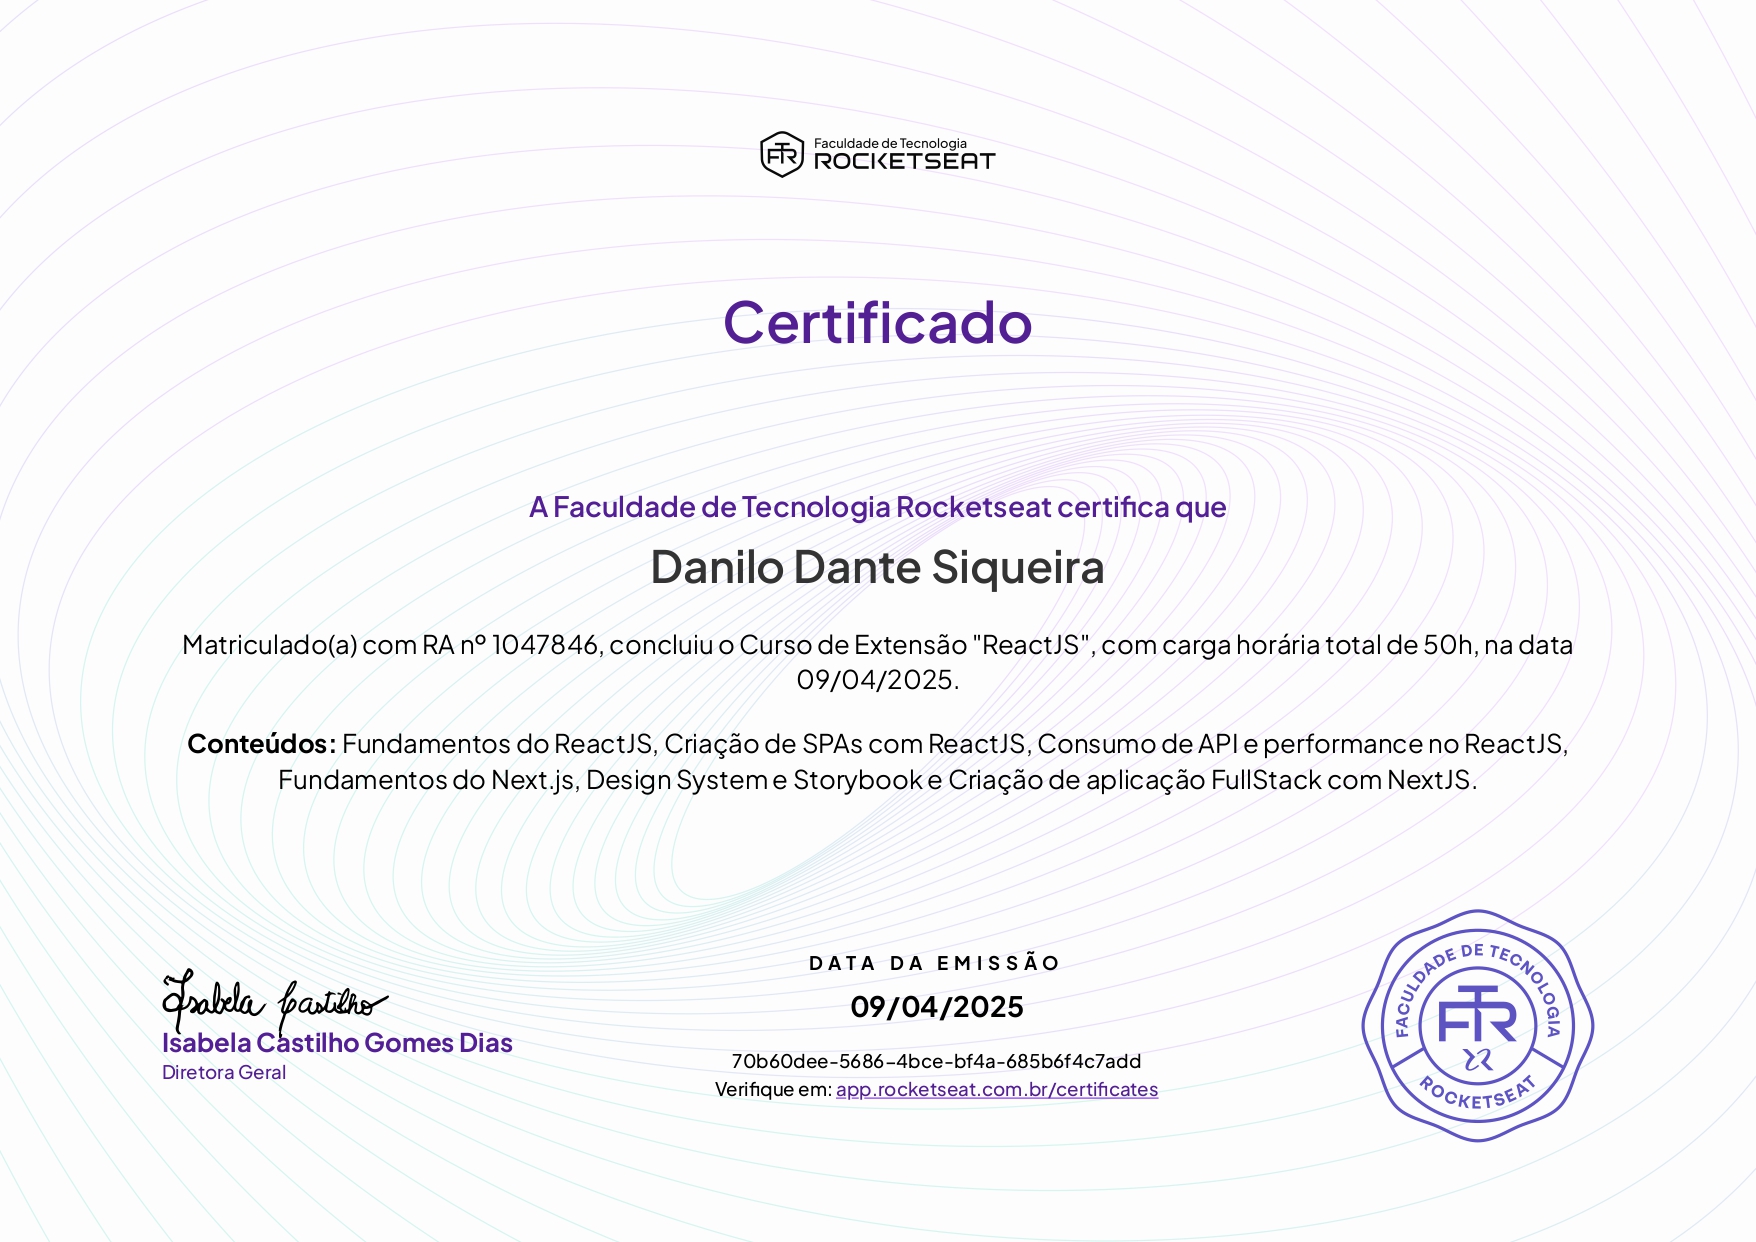 Faculdade de Tecnologia
ROCKETSEAT
Certificado
A Faculdade de Tecnologia Rocketseat certifica que
Danilo Dante Siqueira
Matriculado(a) com RA nº 1047846, concluiu o Curso de Extensão "ReactJS", com carga horária total de 50h, na data
09/04/2025.
Conteúdos: Fundamentos do ReactJS, Criação de SPAs com ReactJS, Consumo de API e performance no ReactJS,
Fundamentos do Next.js, Design System e Storybook e Criação de aplicação FullStack com NextJS.
Isabela Castilho
Isabela Castilho Gomes Dias
Diretora Geral
DATA DA EMISSÃO
09/04/2025
70b60dee-5686-4bce-bf4a-685b6f4c7add
Verifique em: app.rocketseat.com.br/certificates
FACULDADE DE TECNOLOGIA
FTR
ROCKETSEAT